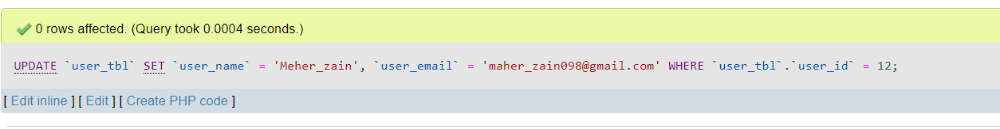 0 rows affected. (Query took 0.0004 seconds.)
UPDATE `user_tbl` SET `user_name` = 'Meher_zain', `user_email` = 'maher_zain098@gmail.com' WHERE `user_tbl`.`user_id` = 12;
[ Edit inline ] [ Edit ] [ Create PHP code ]